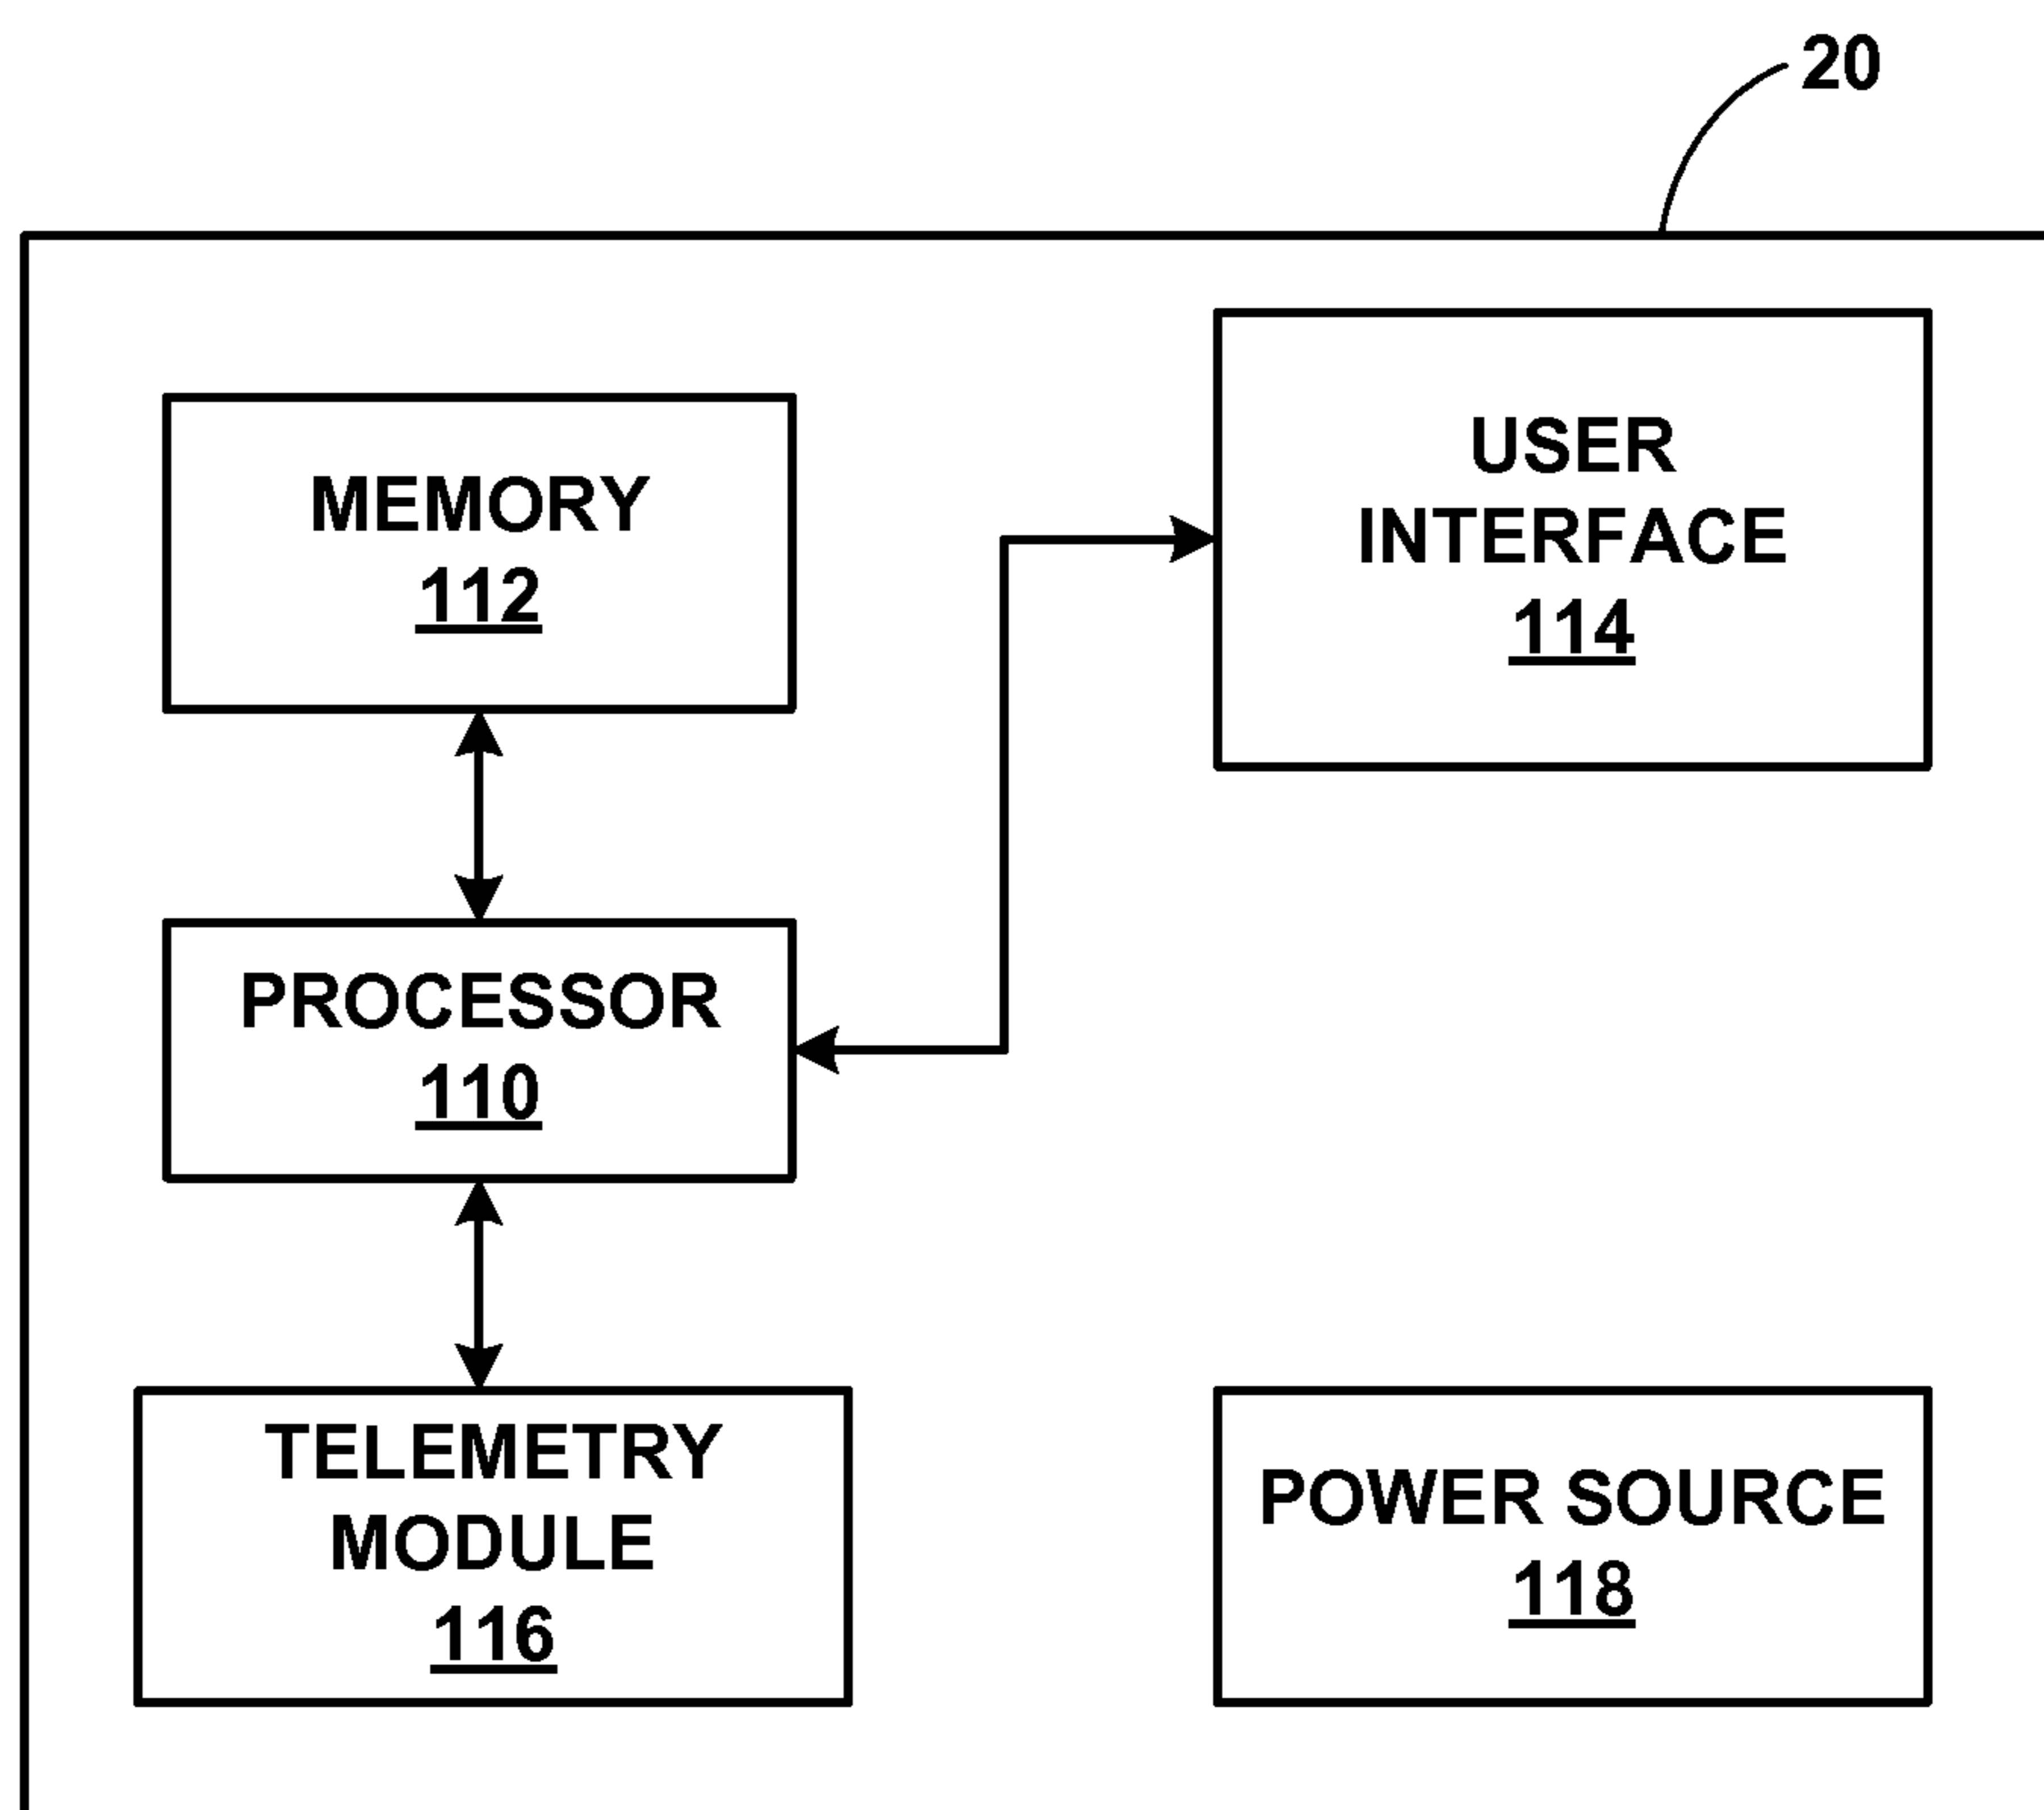 20
MEMORY
112
USER
INTERFACE
114
PROCESSOR
110
TELEMETRY
MODULE
116
POWER SOURCE
118